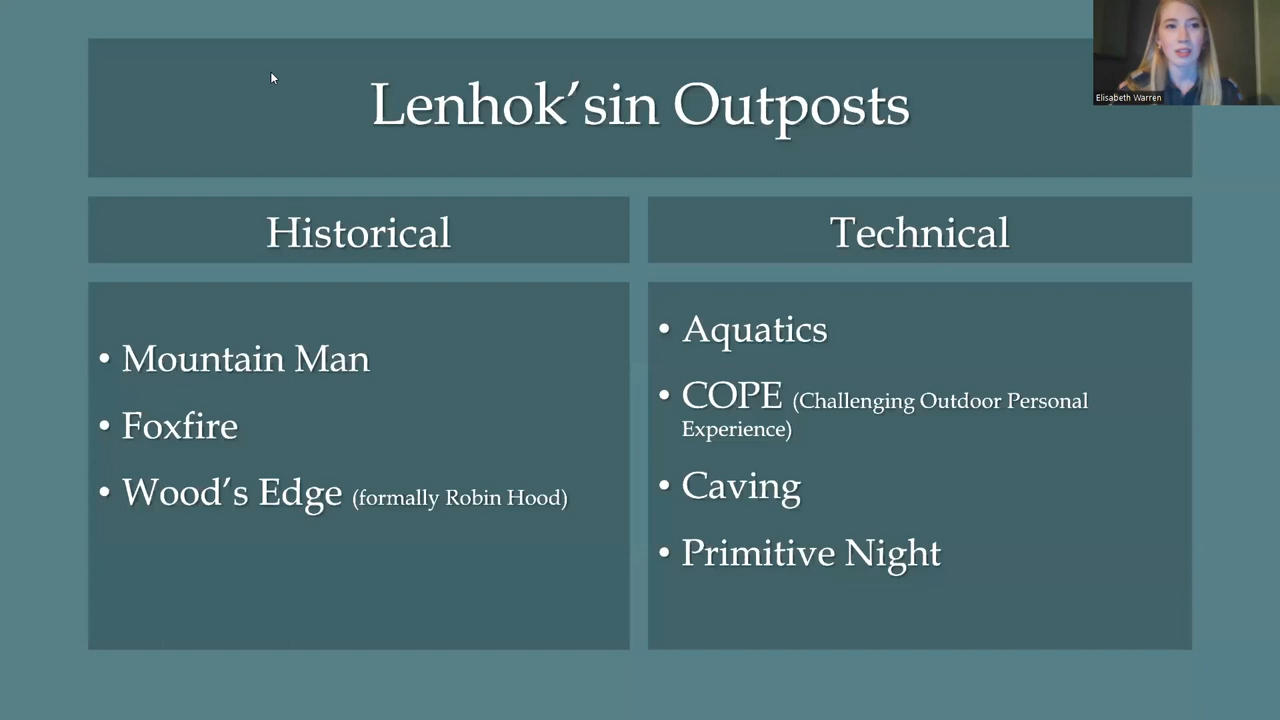 Lenhok’sin Outposts
Elisabeth Warren
Historical
Technical
• Mountain Man
• Foxfire
• Wood’s Edge (formally Robin Hood)
• Aquatics
• COPE (Challenging Outdoor Personal
Experience)
• Caving
• Primitive Night